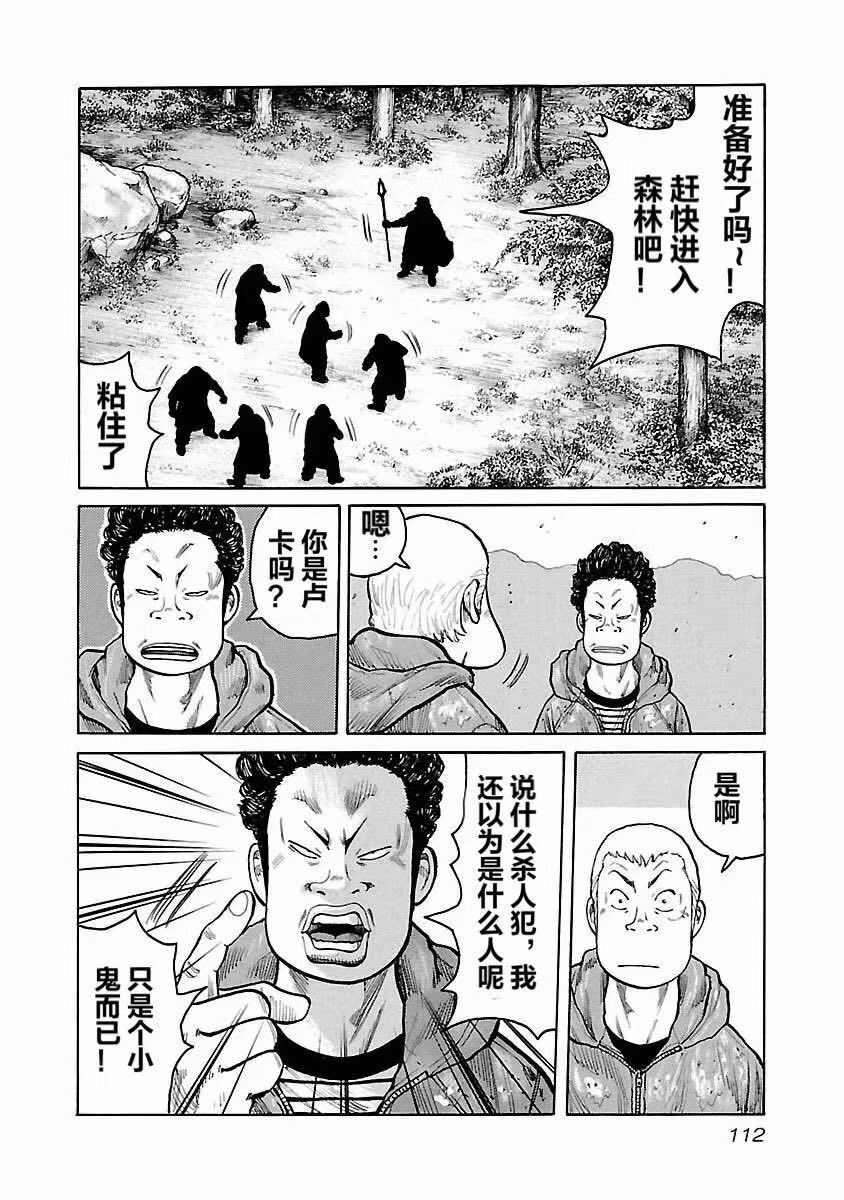 准备好了吗~！
赶快进入
森林吧！
粘住了
嗯…
你是卢
卡吗？
是啊
说什么杀人犯，我
还以为是什么人呢
只是个小
鬼而已！
112